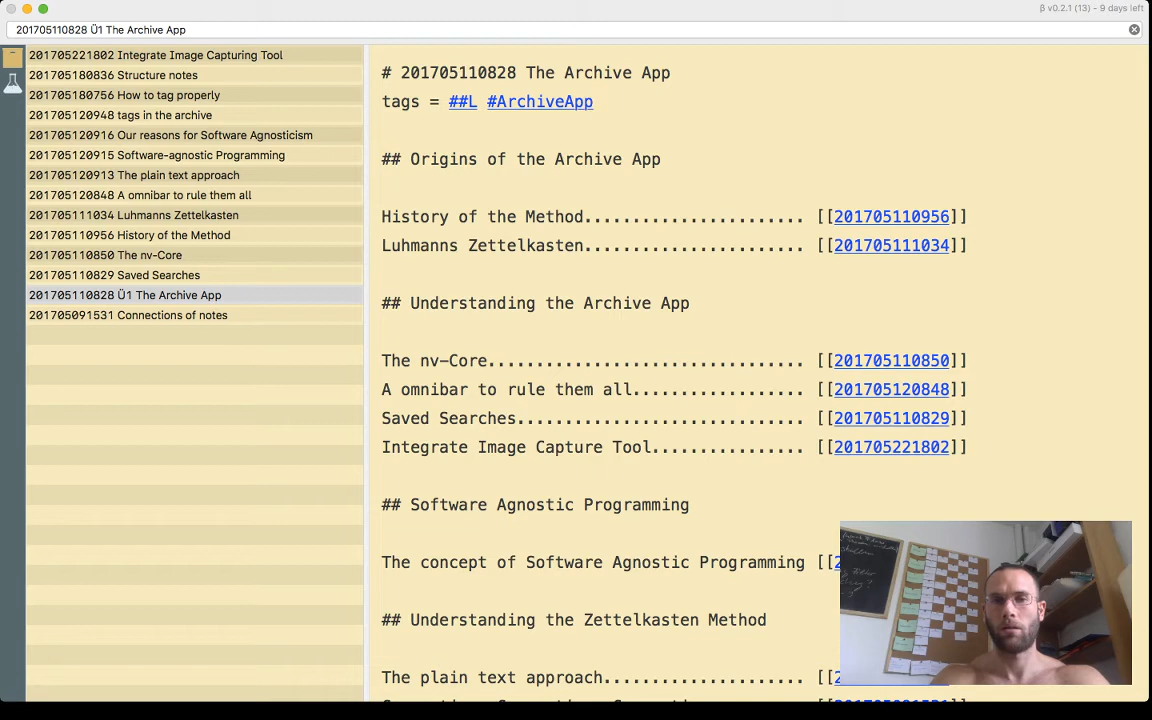 β v0.2.1 (13) - 9 days left
201705110828 Ü1 The Archive App
201705221802 Integrate Image Capturing Tool
201705180836 Structure notes
201705180756 How to tag properly
201705120948 tags in the archive
201705120916 Our reasons for Software Agnosticism
201705120915 Software-agnostic Programming
201705120913 The plain text approach
201705120848 A omnibar to rule them all
201705111034 Luhmanns Zettelkasten
201705110956 History of the Method
201705110850 The nv-Core
201705110829 Saved Searches
201705110828 Ü1 The Archive App
201705091531 Connections of notes
# 201705110828 The Archive App
tags = ##L #ArchiveApp
## Origins of the Archive App
History of the Method....................... [[201705110956]]
Luhmanns Zettelkasten....................... [[201705111034]]
## Understanding the Archive App
The nv-Core................................. [[201705110850]]
A omnibar to rule them all.................. [[201705120848]]
Saved Searches.............................. [[201705110829]]
Integrate Image Capture Tool................ [[201705221802]]
## Software Agnostic Programming
The concept of Software Agnostic Programming [[
## Understanding the Zettelkasten Method
The plain text approach..................... [[